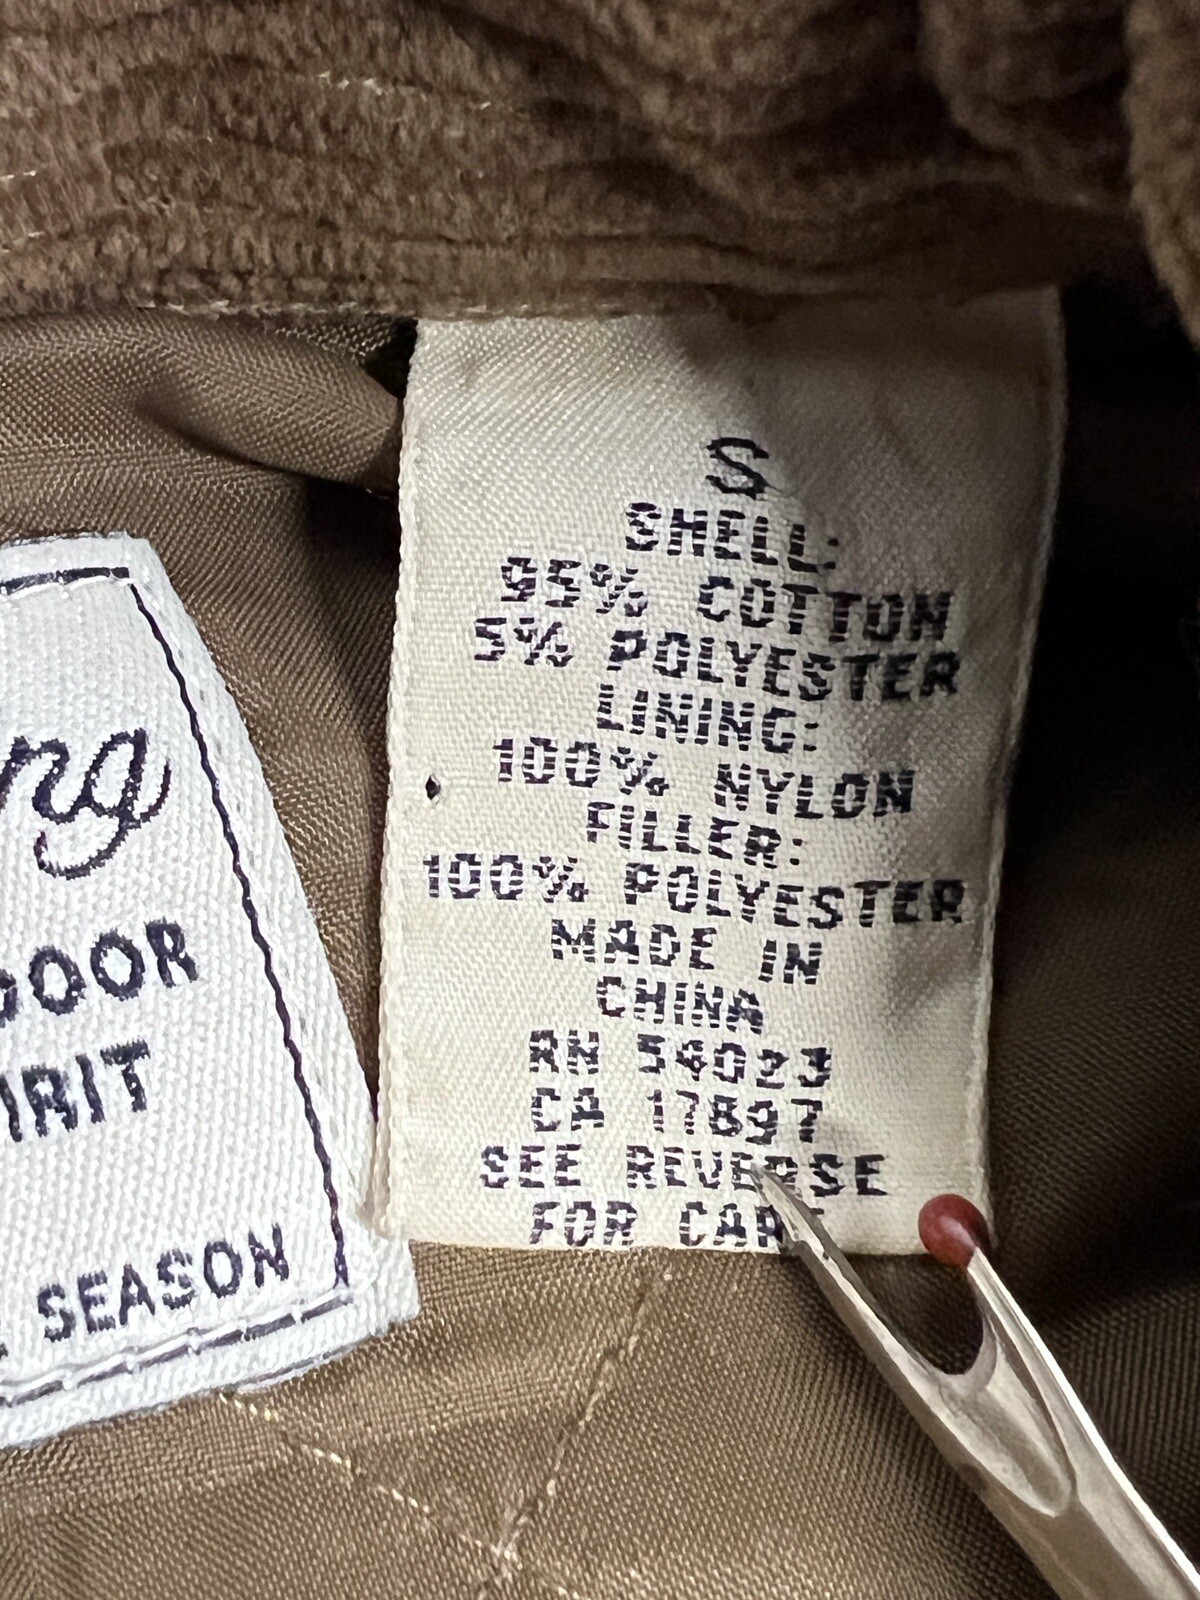 S
SHELL:
95% COTTON
5% POLYESTER
LINING:
100% NYLON
FILLER:
100% POLYESTER
MADE IN
CHINA
RN 54023
CA 17867
SEE REVERSE
FOR CARE
ng
DOOR
IRIT
SEASON